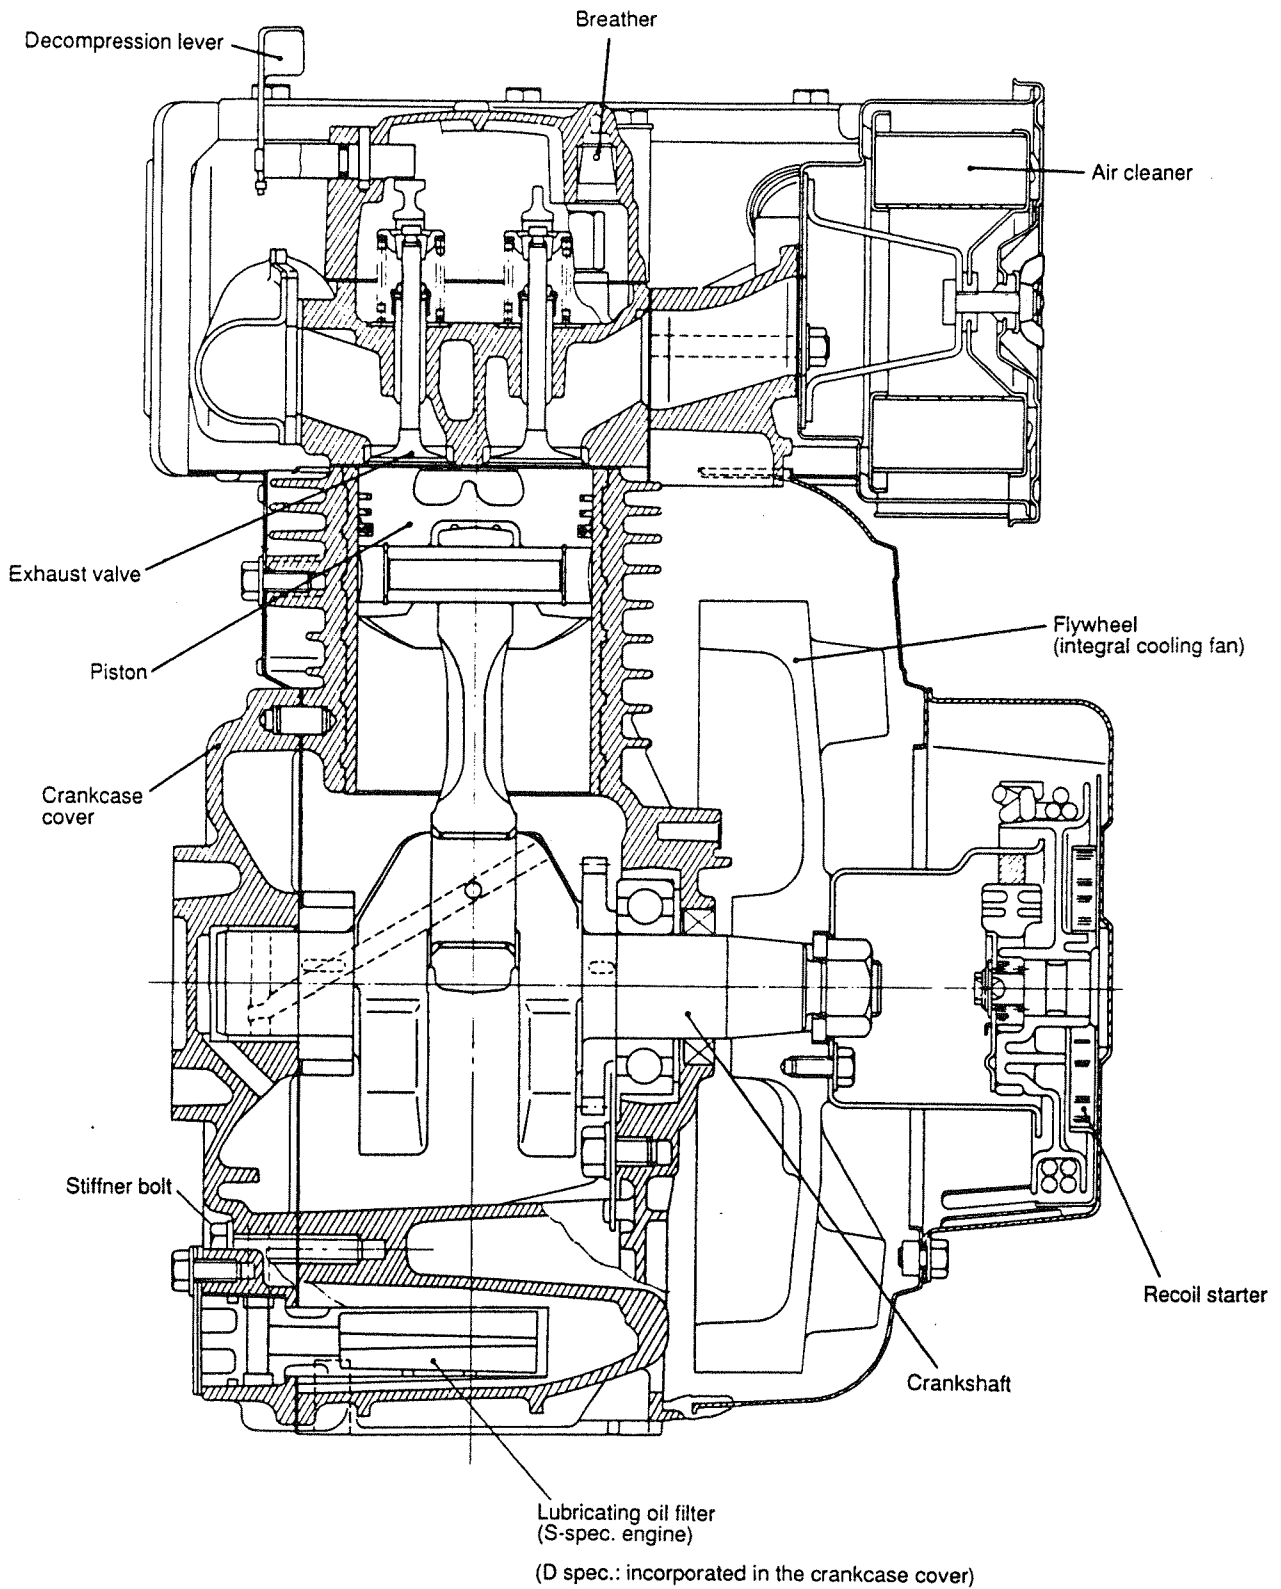 Breather
Decompression lever
Air cleaner
Exhaust valve
Flywheel
(integral cooling fan)
Piston
Crankcase
cover
Stiffner bolt
Recoil starter
Crankshaft
Lubricating oil filter
(S-spec. engine)
(D spec.: incorporated in the crankcase cover)